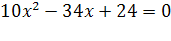 10x² − 34x + 24 = 0